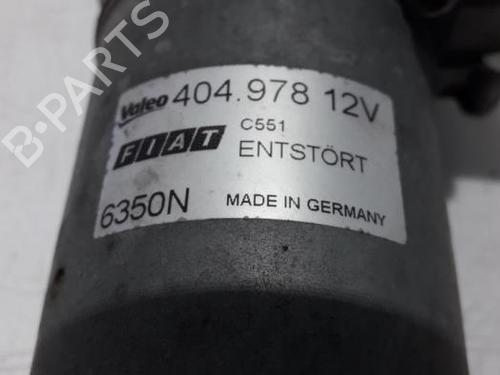 Valeo 404.978 12V
FIAT C551
ENTSTÖRT
6350N MADE IN GERMANY
B-PARTS